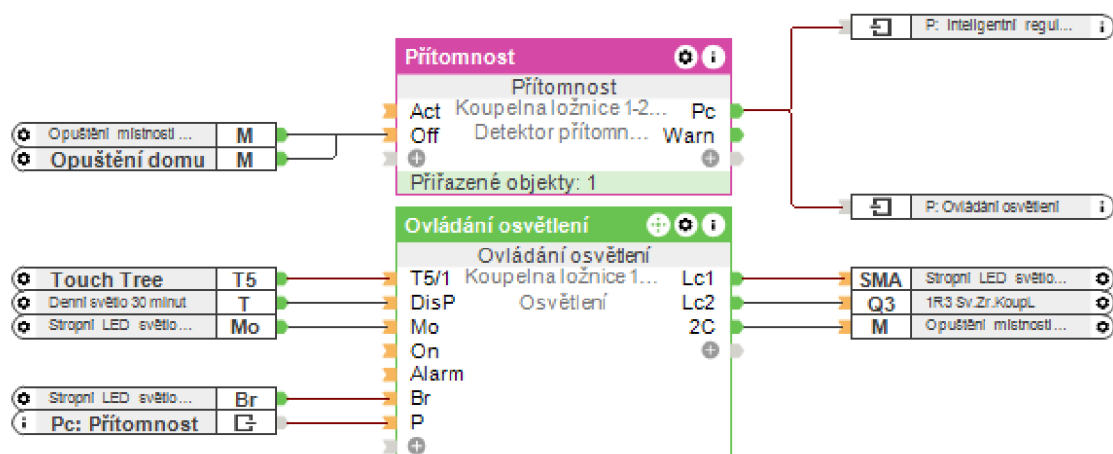 P: Inteligentní regul...
i
Přítomnost
i
Přítomnost
Act Koupelna ložnice 1-2... Pc
Opuštění místnosti ... M
Off Detektor přítomn... Warn
Opuštění domu M
Přiřazené objekty: 1
P: Ovládání osvětlení
i
Ovládání osvětlení
i
Ovládání osvětlení
Touch Tree T5
T5/1 Koupelna ložnice 1... Lc1
SMA Stropní LED světlo...
Denní světlo 30 minut T
DisP Osvětlení Lc2
Q3 1R3 Sv.Zr.KoupL
Stropní LED světlo... Mo
Mo 2C
M Opuštění místnosti ...
On
Alarm
Stropní LED světlo... Br
Br
i Pc: Přítomnost
P